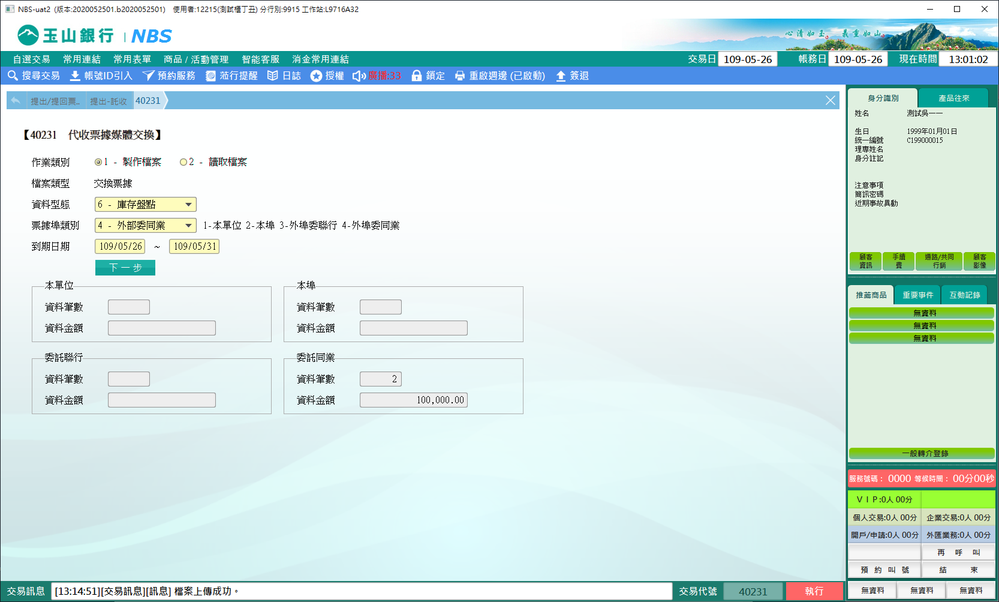 NBS-uat2 (版本:2020052501.b2020052501) 使用者:12215(測試櫃丁丑) 分行別:9915 工作站:L9716A32
玉山銀行 | NBS
心清如玉 義重如山
自選交易 常用連結 常用表單 商品 / 活動管理 智能客服 消金常用連結 交易日 109-05-26 帳務日 109-05-26 現在時間 13:01:02
搜尋交易 帳號ID引入 預約服務 蒞行提醒 日誌 授權 廣播:33 鎖定 重啟週邊 (已啟動) 簽退
提出/提回票.. 提出-託收 40231
【40231 代收票據媒體交換】
作業類別 1 - 製作檔案 2 - 讀取檔案
檔案類型 交換票據
資料型態 6 - 庫存盤點
票據埠類別 4 - 外部委同業 1-本單位 2-本埠 3-外埠委聯行 4-外埠委同業
到期日期 109/05/26 ~ 109/05/31
下一步
本單位
資料筆數
資料金額
本埠
資料筆數
資料金額
委託聯行
資料筆數
資料金額
委託同業
資料筆數 2
資料金額 100,000.00
交易訊息 [13:14:51][交易訊息][訊息] 檔案上傳成功。 交易代號 40231 執行
身分識別 產品往來
姓名 測試吳一一
生日 1999年01月01日
統一編號 C199000015
理專姓名
身分註記
注意事項
簡訊密碼
近期事故異動
顧客資訊 手續費 通路/共同行銷 顧客影像
推薦商品 重要事件 互動記錄
無資料
無資料
無資料
一般轉介登錄
服務號碼: 0000 等候時間: 00分00秒
VIP:0人 00分
個人交易:0人 00分 企業交易:0人 00分
開戶/申請:0人 00分 外匯業務:0人 00分
再 呼 叫
預 約 叫 號 結 束
無資料 無資料 無資料